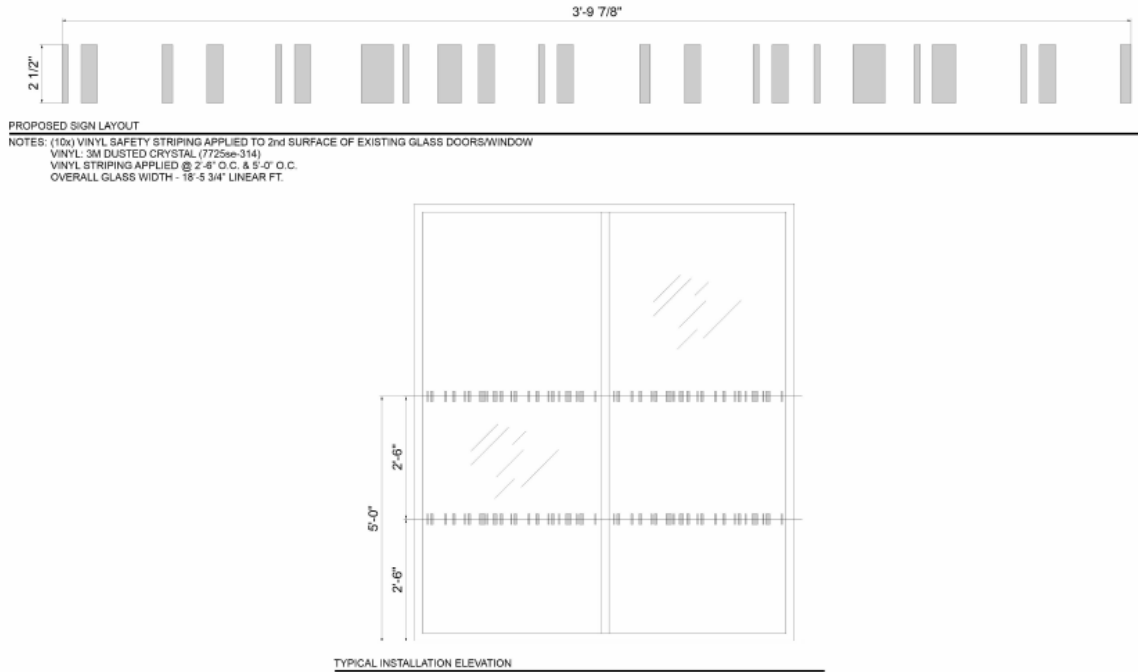 3'-9 7/8"
2 1/2"
PROPOSED SIGN LAYOUT
NOTES: (10x) VINYL SAFETY STRIPING APPLIED TO 2nd SURFACE OF EXISTING GLASS DOORS/WINDOW
VINYL: 3M DUSTED CRYSTAL (7725se-314)
VINYL STRIPING APPLIED @ 2'-6" O.C. & 5'-0" O.C.
OVERALL GLASS WIDTH - 18'-5 3/4" LINEAR FT.
2'-6"
5'-0"
2'-6"
TYPICAL INSTALLATION ELEVATION